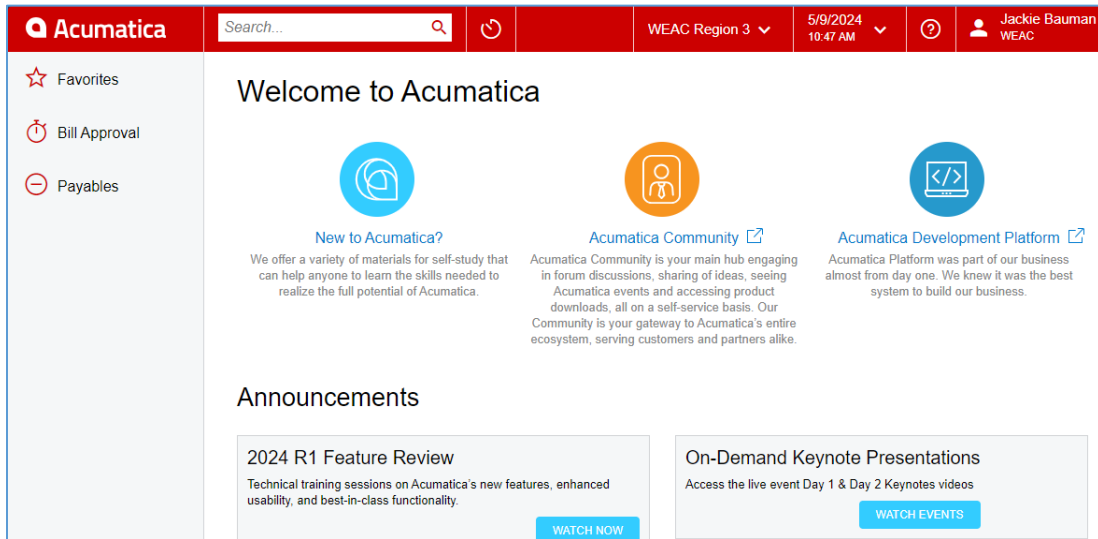 Acumatica
Search...
WEAC Region 3
5/9/2024
10:47 AM
Jackie Bauman
WEAC
Favorites
Bill Approval
Payables
Welcome to Acumatica
New to Acumatica?
We offer a variety of materials for self-study that
can help anyone to learn the skills needed to
realize the full potential of Acumatica.
Acumatica Community
Acumatica Community is your main hub engaging
in forum discussions, sharing of ideas, seeing
Acumatica events and accessing product
downloads, all on a self-service basis. Our
Community is your gateway to Acumatica's entire
ecosystem, serving customers and partners alike.
Acumatica Development Platform
Acumatica Platform was part of our business
almost from day one. We knew it was the best
system to build our business.
Announcements
2024 R1 Feature Review
Technical training sessions on Acumatica's new features, enhanced
usability, and best-in-class functionality.
WATCH NOW
On-Demand Keynote Presentations
Access the live event Day 1 & Day 2 Keynotes videos
WATCH EVENTS